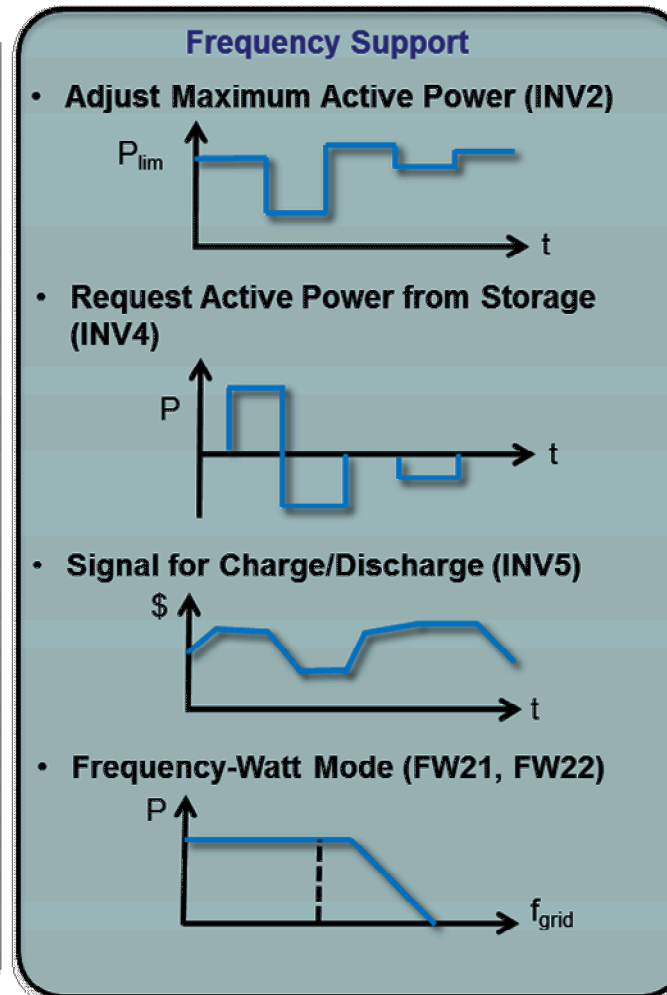 Frequency Support
• Adjust Maximum Active Power (INV2)
Plim
t
• Request Active Power from Storage
(INV4)
P
t
• Signal for Charge/Discharge (INV5)
$
t
• Frequency-Watt Mode (FW21, FW22)
P
fgrid